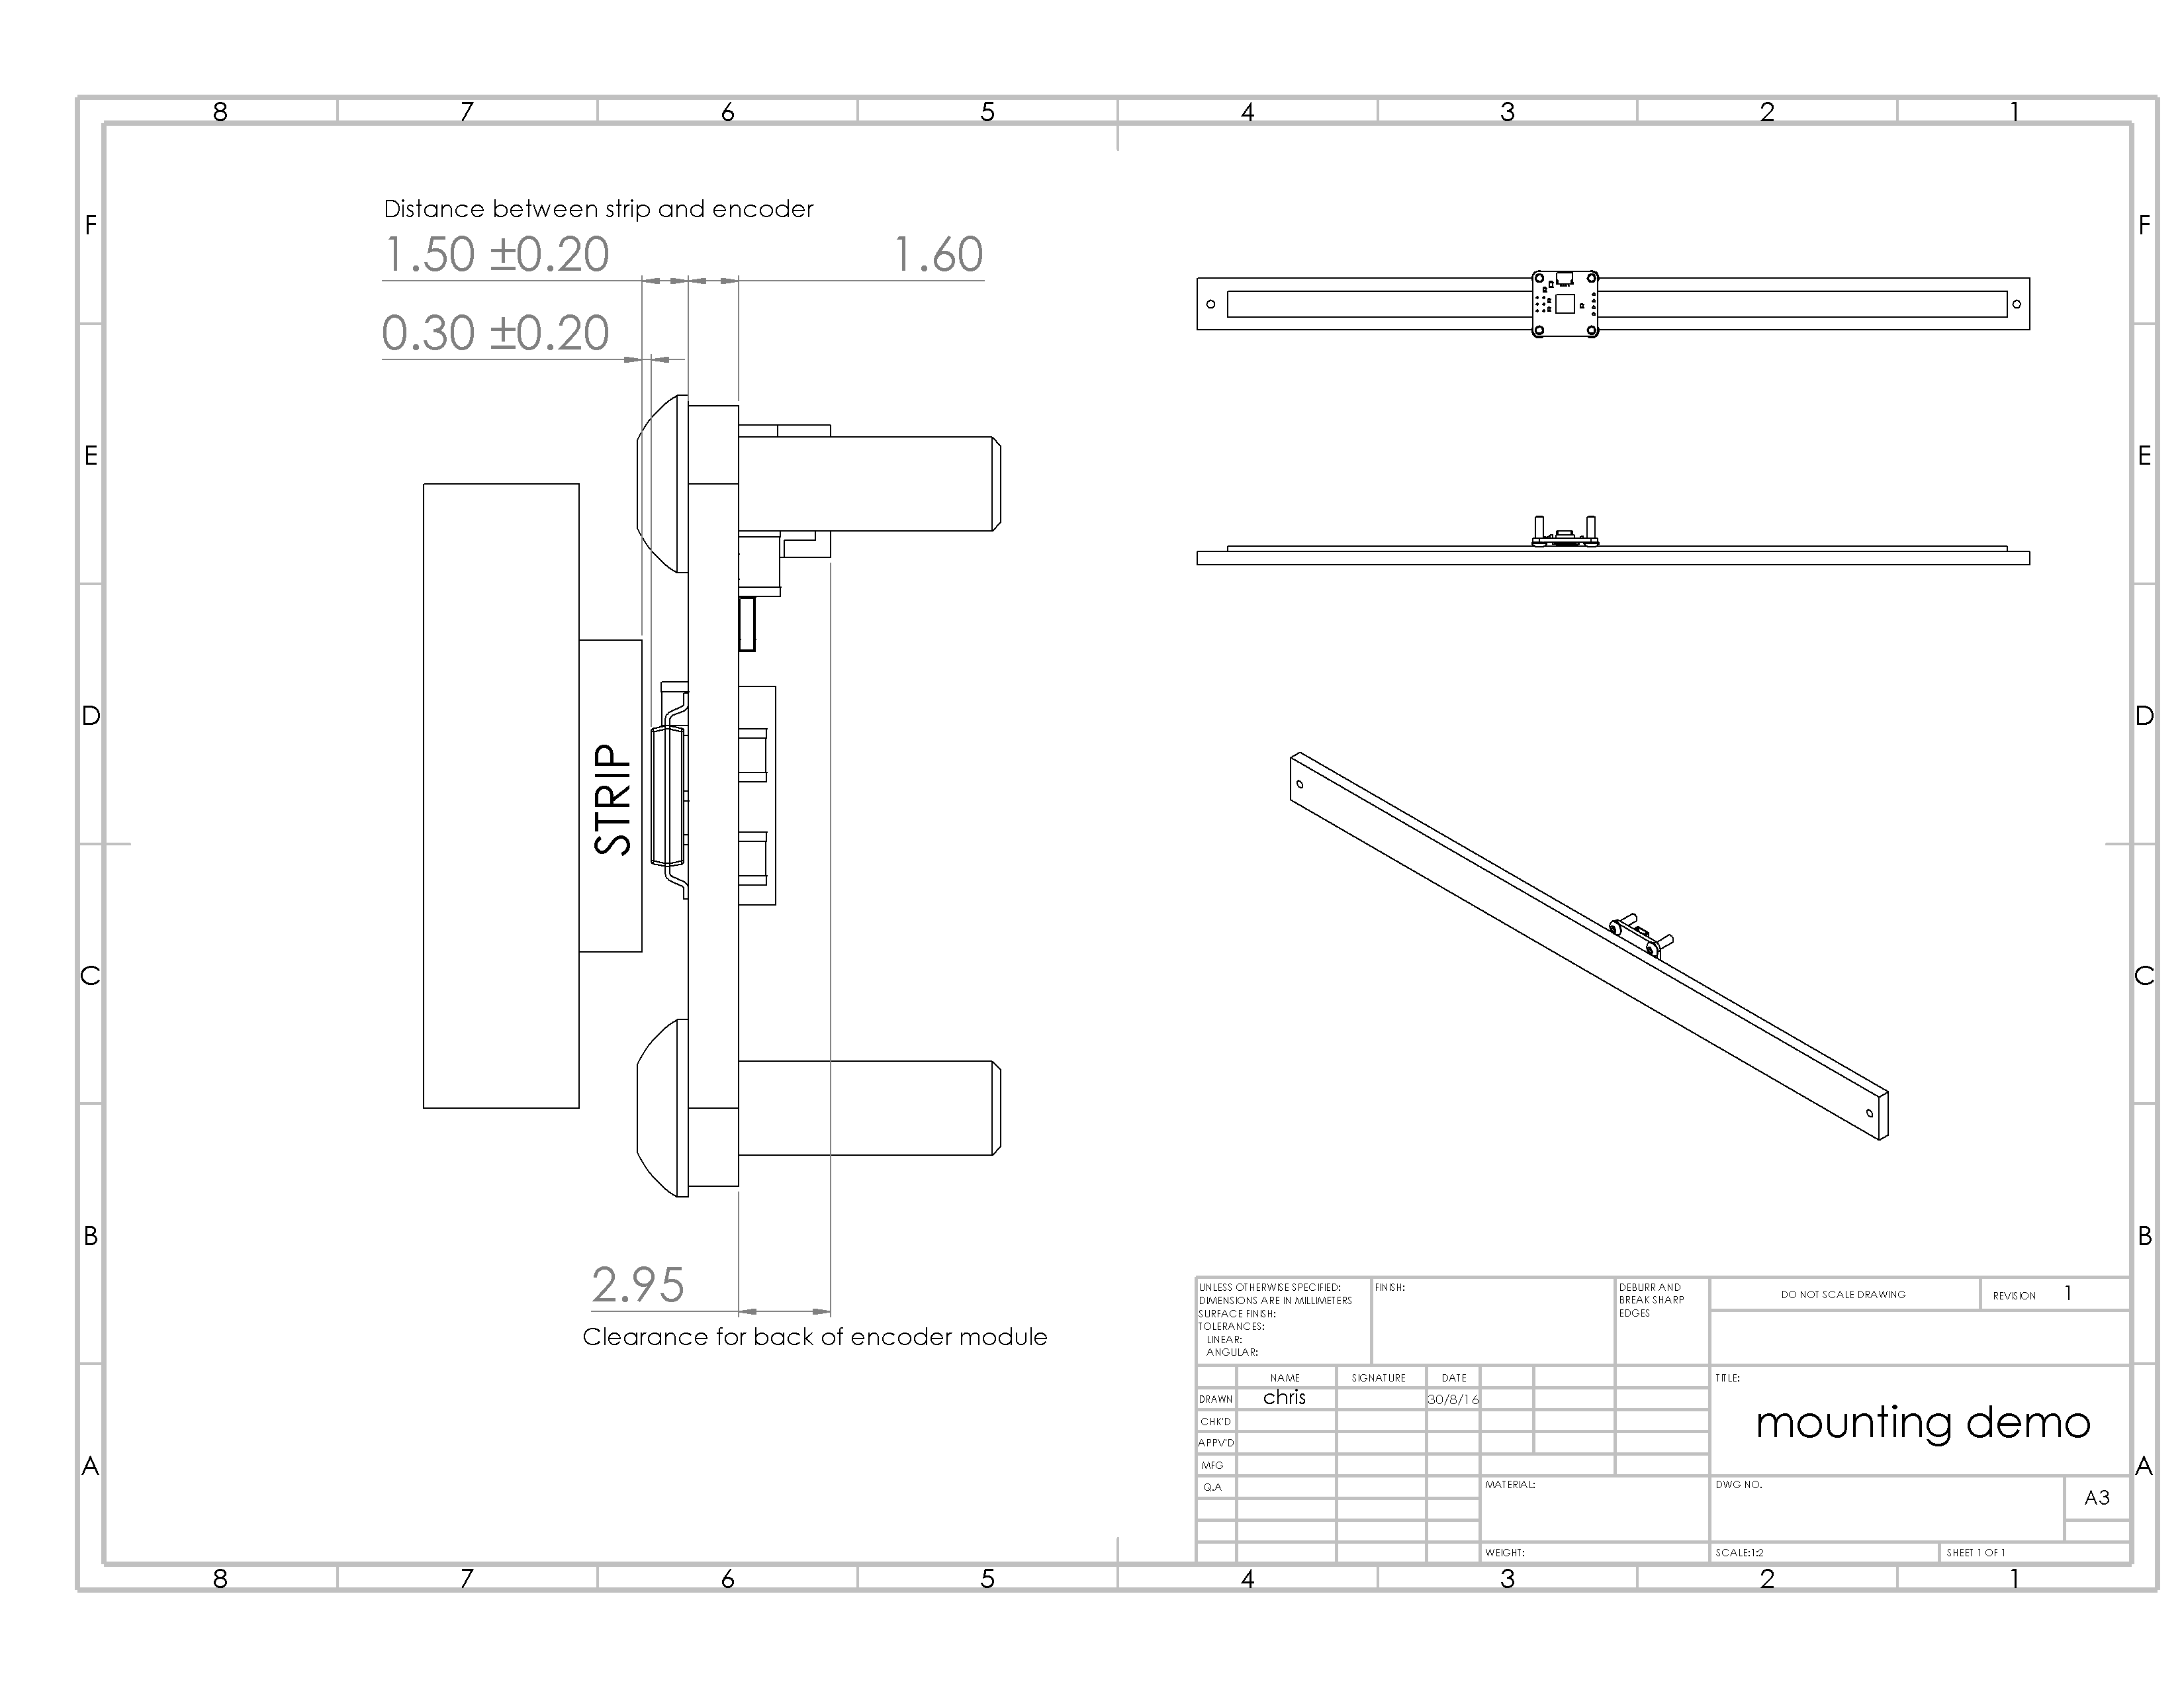 8 7 6 5 4 3 2 1
F F
E E
D D
C C
B B
A A
Distance between strip and encoder
1.50 ±0.20
1.60
0.30 ±0.20
STRIP
2.95
Clearance for back of encoder module
UNLESS OTHERWISE SPECIFIED:
DIMENSIONS ARE IN MILLIMETERS
SURFACE FINISH:
TOLERANCES:
LINEAR:
ANGULAR:
FINISH:
DEBURR AND
BREAK SHARP
EDGES
DO NOT SCALE DRAWING
REVISION 1
NAME SIGNATURE DATE
DRAWN chris 30/8/16
CHK'D
APPV'D
MFG
Q.A
TITLE:
mounting demo
MATERIAL:
DWG NO.
A3
WEIGHT:
SCALE:1:2
SHEET 1 OF 1
8 7 6 5 4 3 2 1